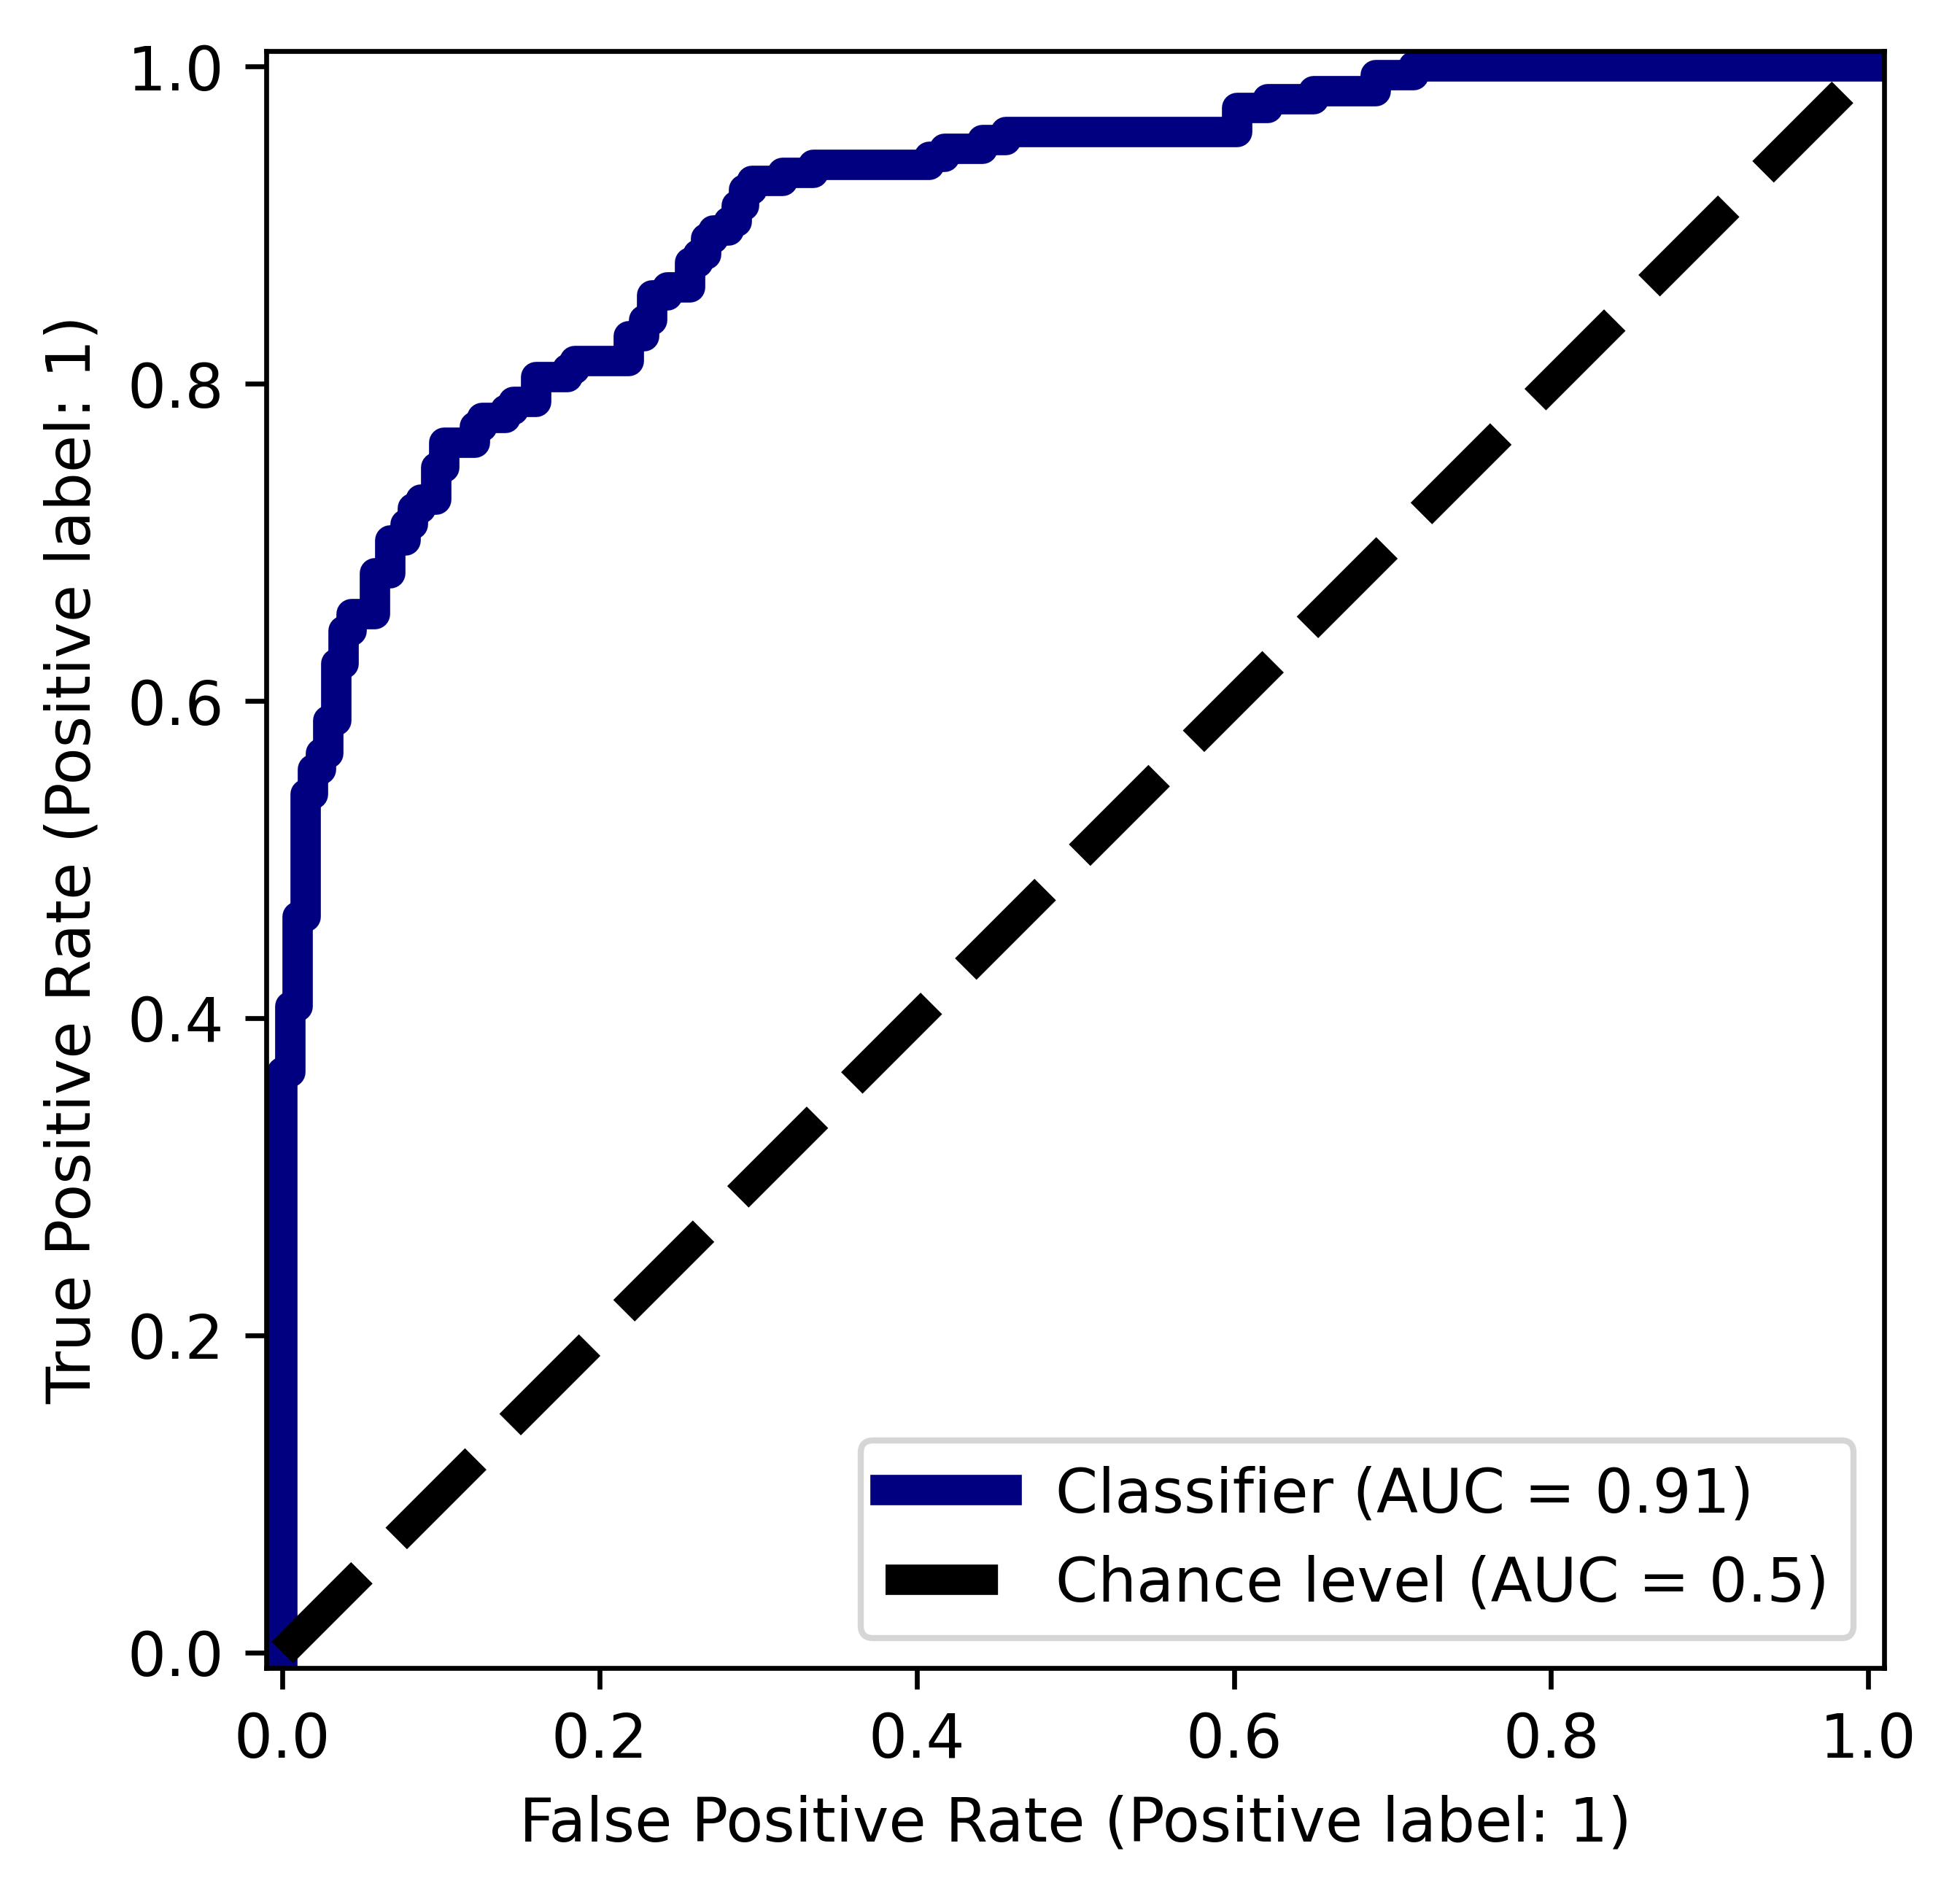 1.0
0.8
0.6
0.4
0.2
0.0
True Positive Rate (Positive label: 1)
Classifier (AUC = 0.91)
Chance level (AUC = 0.5)
0.0 0.2 0.4 0.6 0.8 1.0
False Positive Rate (Positive label: 1)